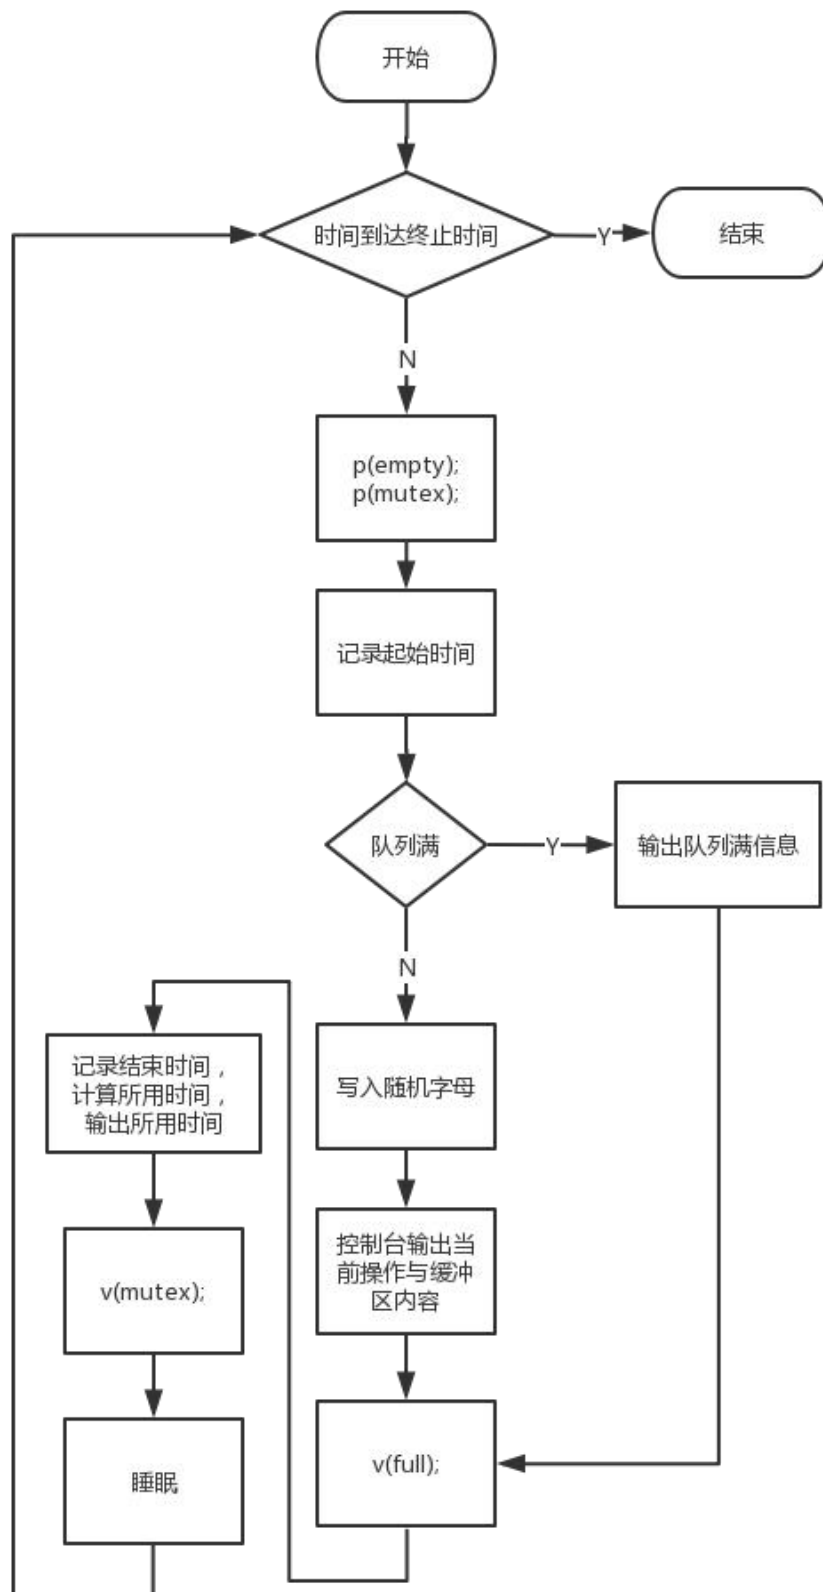 开始
时间到达终止时间
Y
结束
N
p(empty);
p(mutex);
记录起始时间
队列满
Y
输出队列满信息
N
写入随机字母
控制台输出当
前操作与缓冲
区内容
v(full);
记录结束时间，
计算所用时间，
输出所用时间
v(mutex);
睡眠